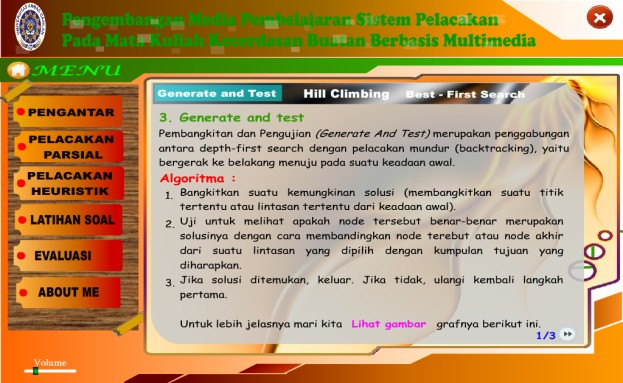 Pengembangan Media Pembelajaran Sistem Pelacakan
Pada Mata Kuliah Kecerdasan Buatan Berbasis Multimedia
MENU
PENGANTAR
PELACAKAN
PARSIAL
PELACAKAN
HEURISTIK
LATIHAN SOAL
EVALUASI
ABOUT ME
Volume
Generate and Test Hill Climbing Best - First Search
3. Generate and test
Pembangkitan dan Pengujian (Generate And Test) merupakan penggabungan
antara depth-first search dengan pelacakan mundur (backtracking), yaitu
bergerak ke belakang menuju pada suatu keadaan awal.
Algoritma :
1. Bangkitkan suatu kemungkinan solusi (membangkitkan suatu titik
tertentu atau lintasan tertentu dari keadaan awal).
2. Uji untuk melihat apakah node tersebut benar-benar merupakan
solusinya dengan cara membandingkan node terebut atau node akhir
dari suatu lintasan yang dipilih dengan kumpulan tujuan yang
diharapkan.
3. Jika solusi ditemukan, keluar. Jika tidak, ulangi kembali langkah
pertama.
Untuk lebih jelasnya mari kita Lihat gambar grafnya berikut ini.
1/3